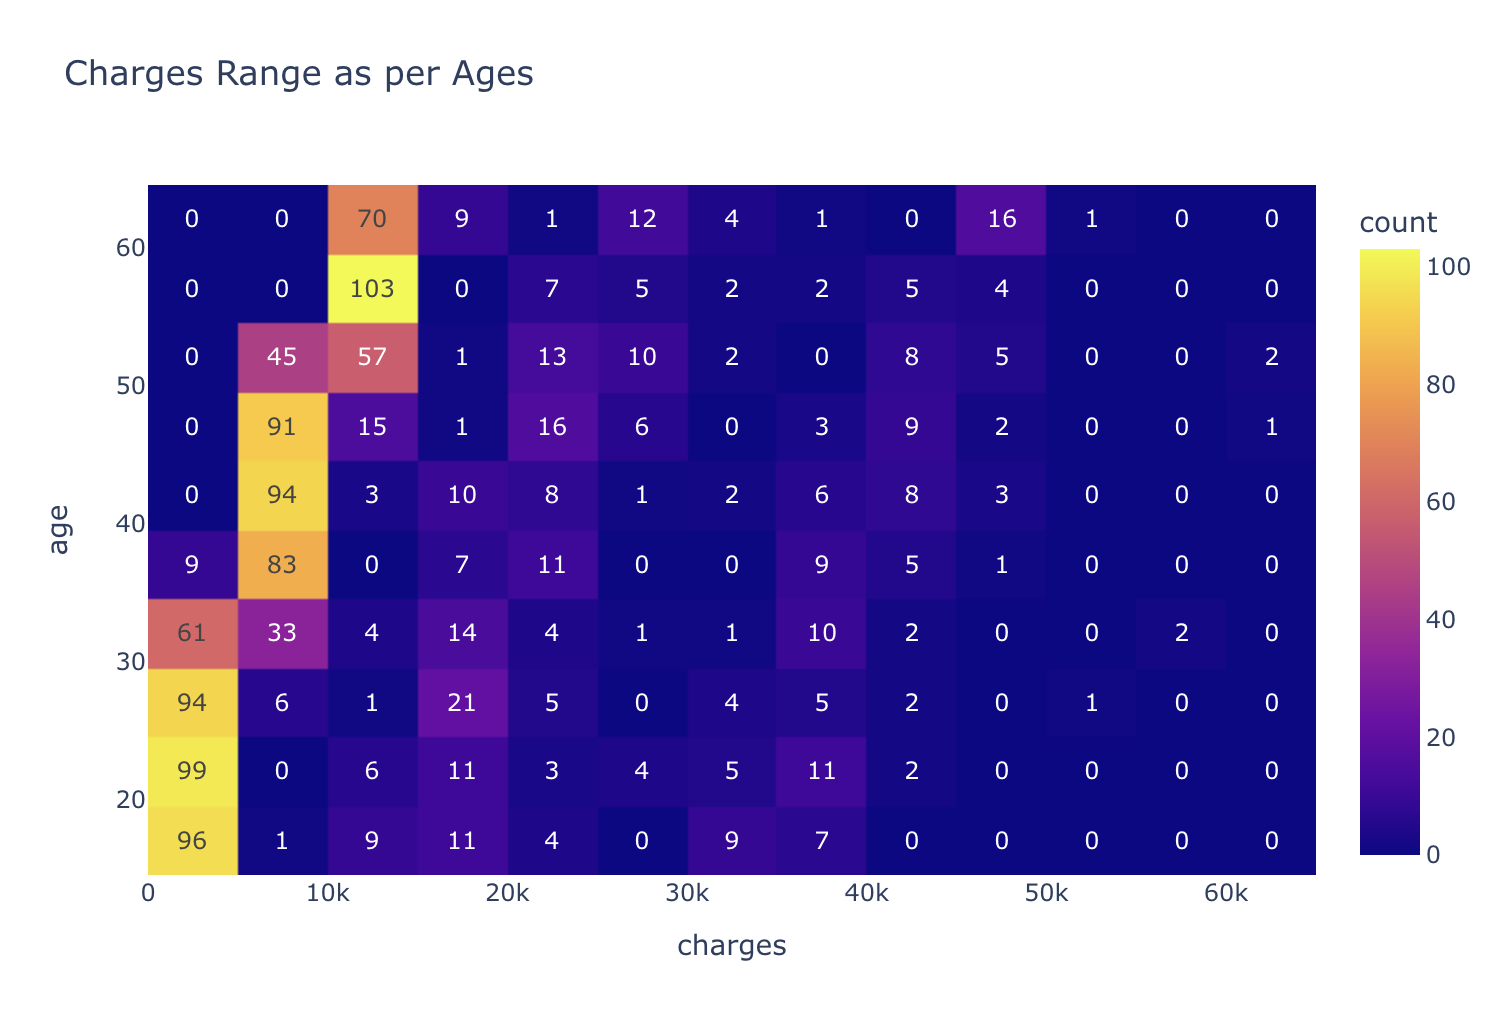 Charges Range as per Ages
count
0 0 70 9 1 12 4 1 0 16 1 0 0
60
100
0 0 103 0 7 5 2 2 5 4 0 0 0
0 45 57 1 13 10 2 0 8 5 0 0 2
50
80
0 91 15 1 16 6 0 3 9 2 0 0 1
0 94 3 10 8 1 2 6 8 3 0 0 0
60
40
age
9 83 0 7 11 0 0 9 5 1 0 0 0
40
61 33 4 14 4 1 1 10 2 0 0 2 0
30
94 6 1 21 5 0 4 5 2 0 1 0 0
20
99 0 6 11 3 4 5 11 2 0 0 0 0
20
96 1 9 11 4 0 9 7 0 0 0 0 0
0
0 10k 20k 30k 40k 50k 60k
charges